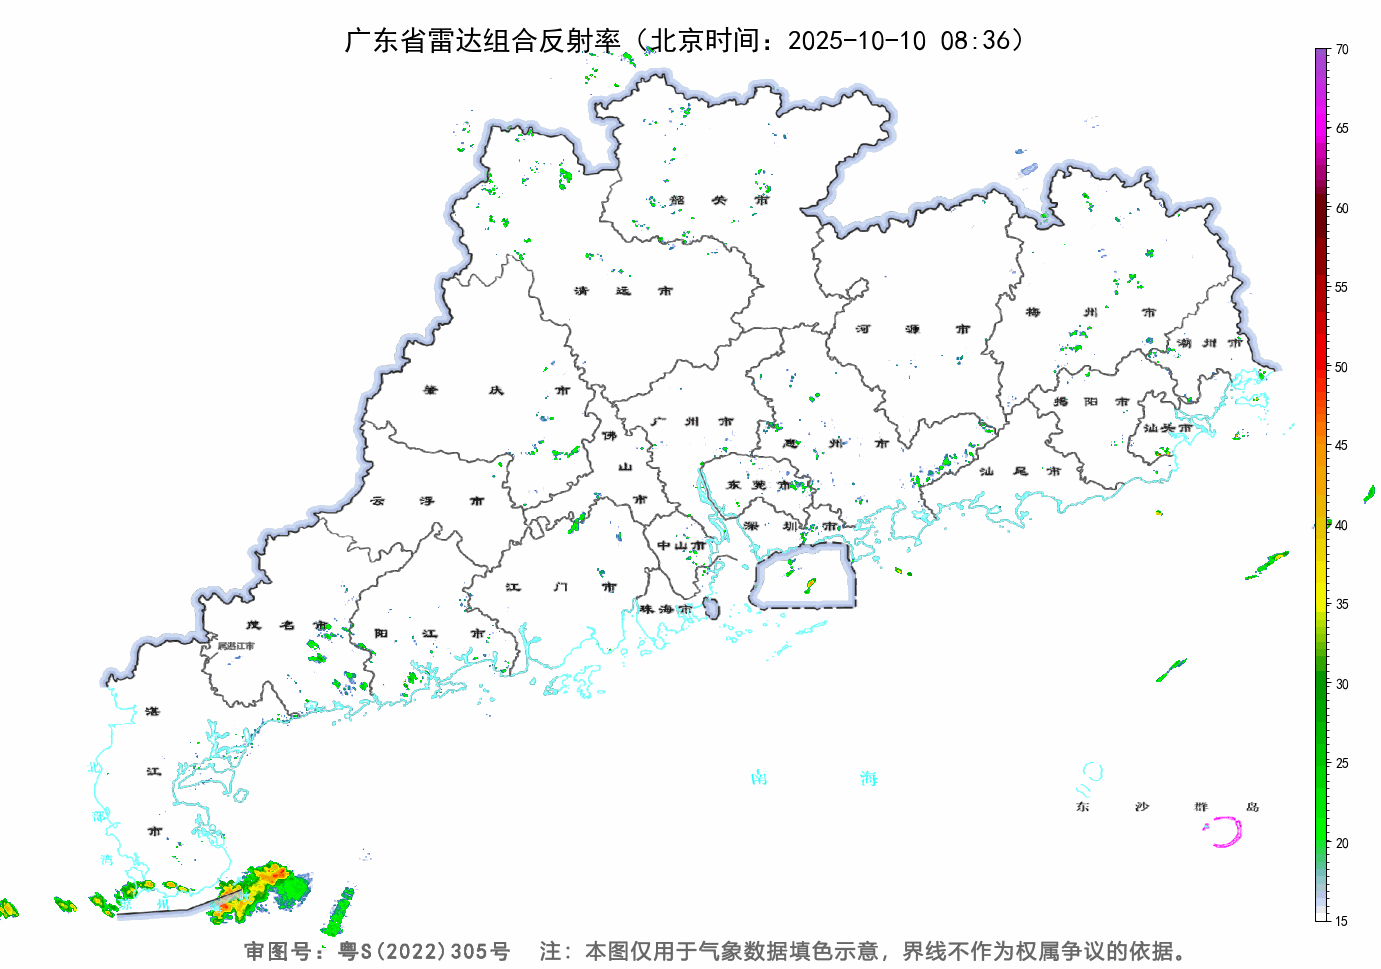 广东省雷达组合反射率（北京时间：2025-10-10 08:36）
70
65
60
55
50
45
40
35
30
25
20
15
韶 关 市
清 远 市
河 源 市
梅 州 市
潮 州 市
肇 庆 市
揭 阳 市
广 州 市
汕头市
佛
山
市
惠 州 市
汕 尾 市
东 莞 市
云 浮 市
深 圳 市
中山市
江 门 市
珠海市
茂 名 市
阳 江 市
属湛江市
湛
江
市
北
部
湾
南 海
东 沙 群 岛
州
审图号：粤S(2022)305号 注：本图仅用于气象数据填色示意，界线不作为权属争议的依据。